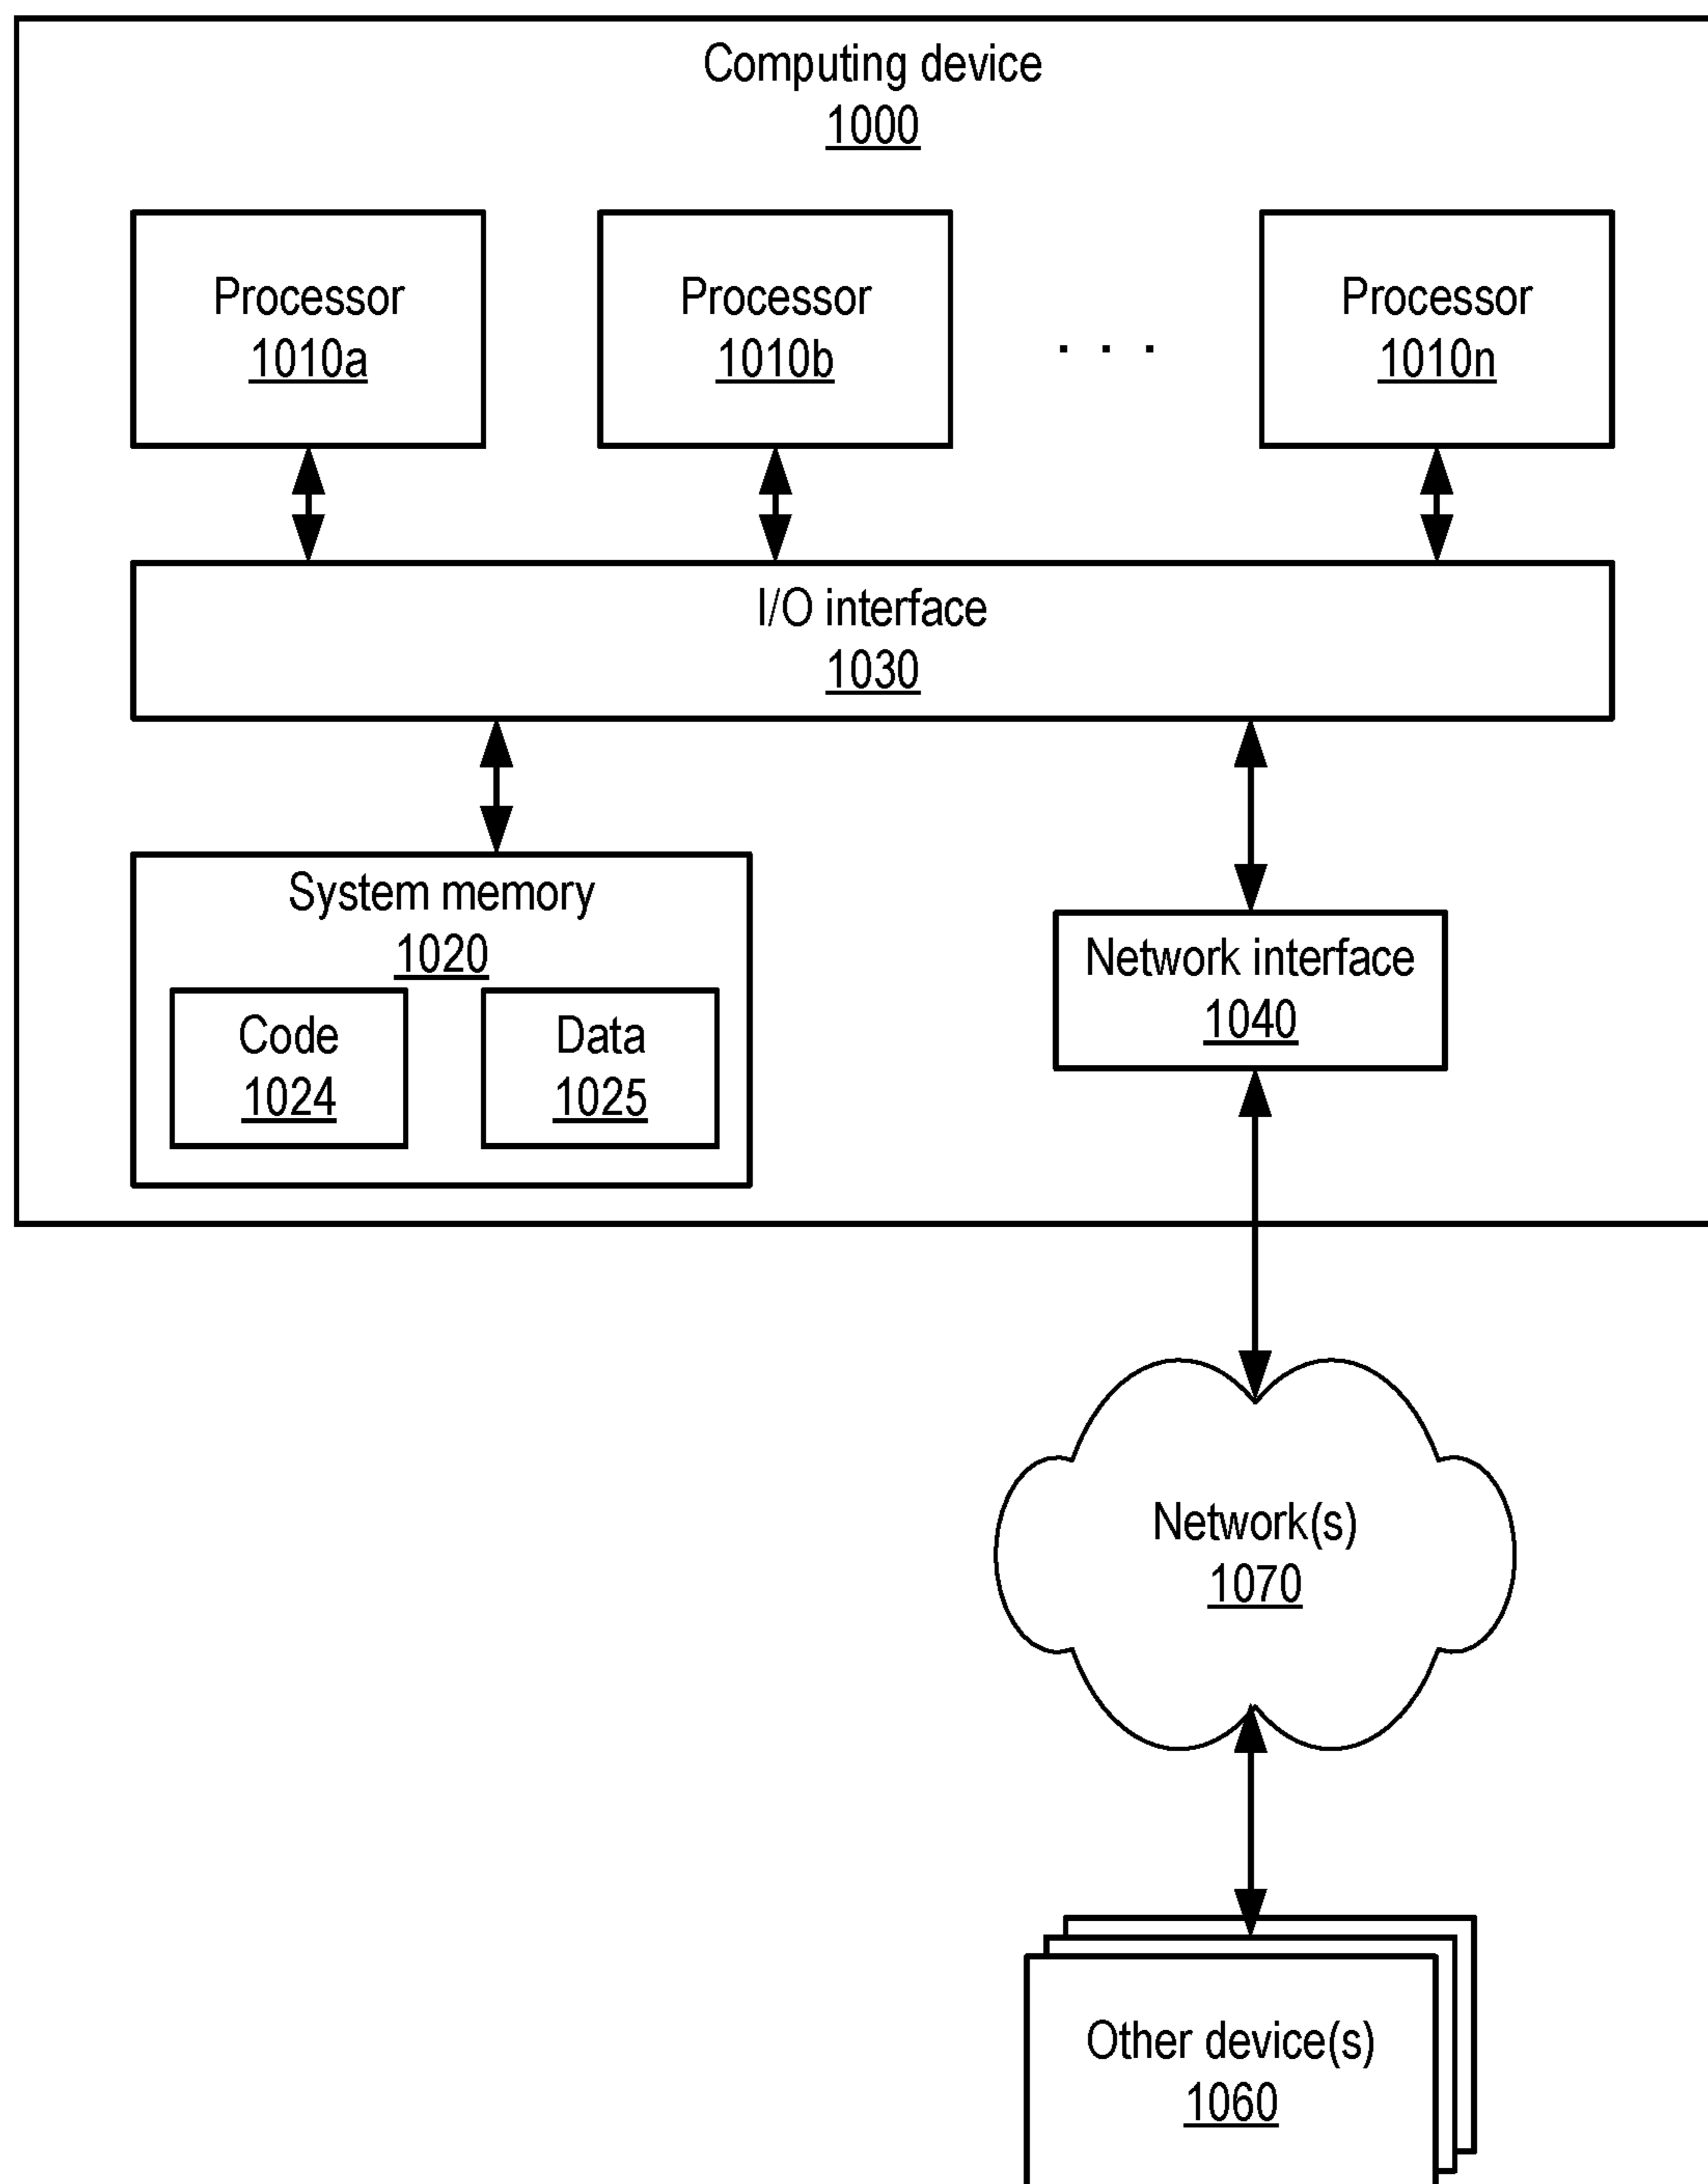 Computing device
1000
Processor
1010a
Processor
1010b
. . .
Processor
1010n
I/O interface
1030
System memory
1020
Code
1024
Data
1025
Network interface
1040
Network(s)
1070
Other device(s)
1060